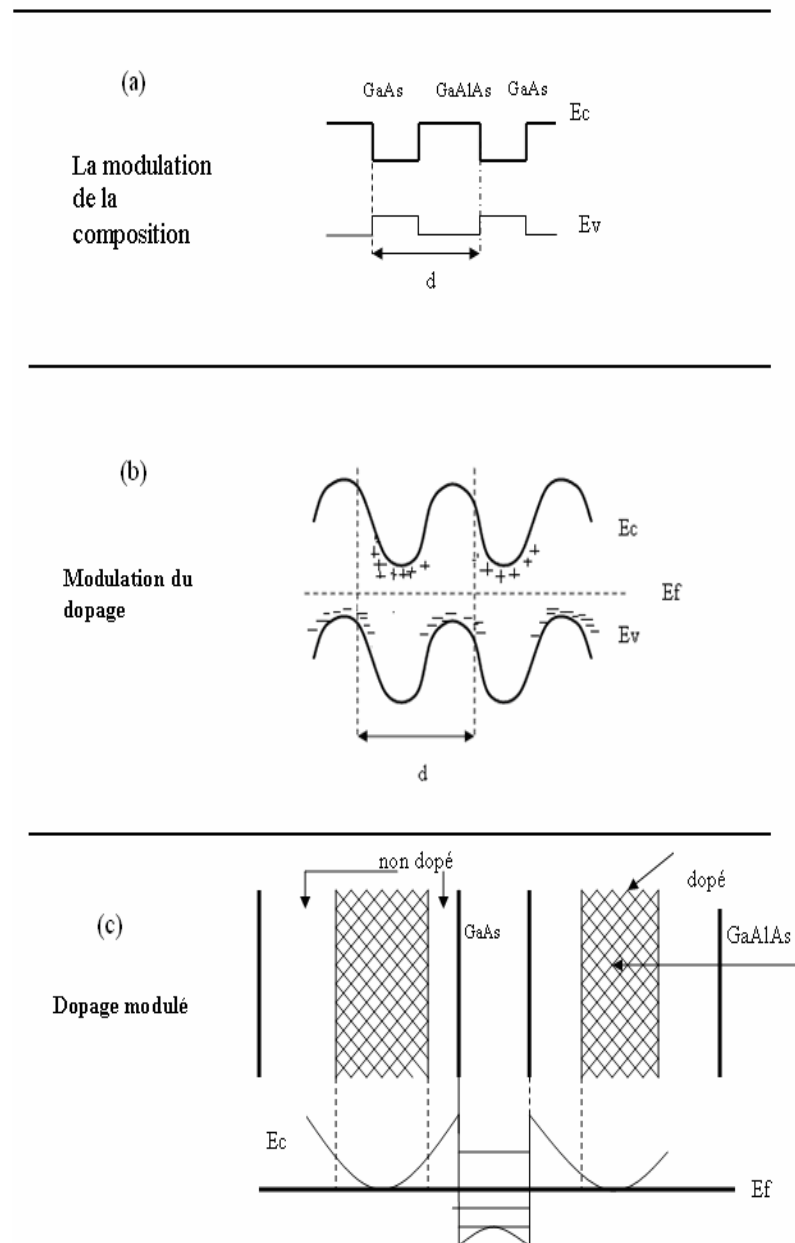 (a)
GaAs GaAlAs GaAs
Ec
La modulation
de la
composition
Ev
d
(b)
Ec
Modulation du
dopage
Ef
Ev
d
non dopé
dopé
(c)
GaAs
GaAlAs
Dopage modulé
Ec
Ef